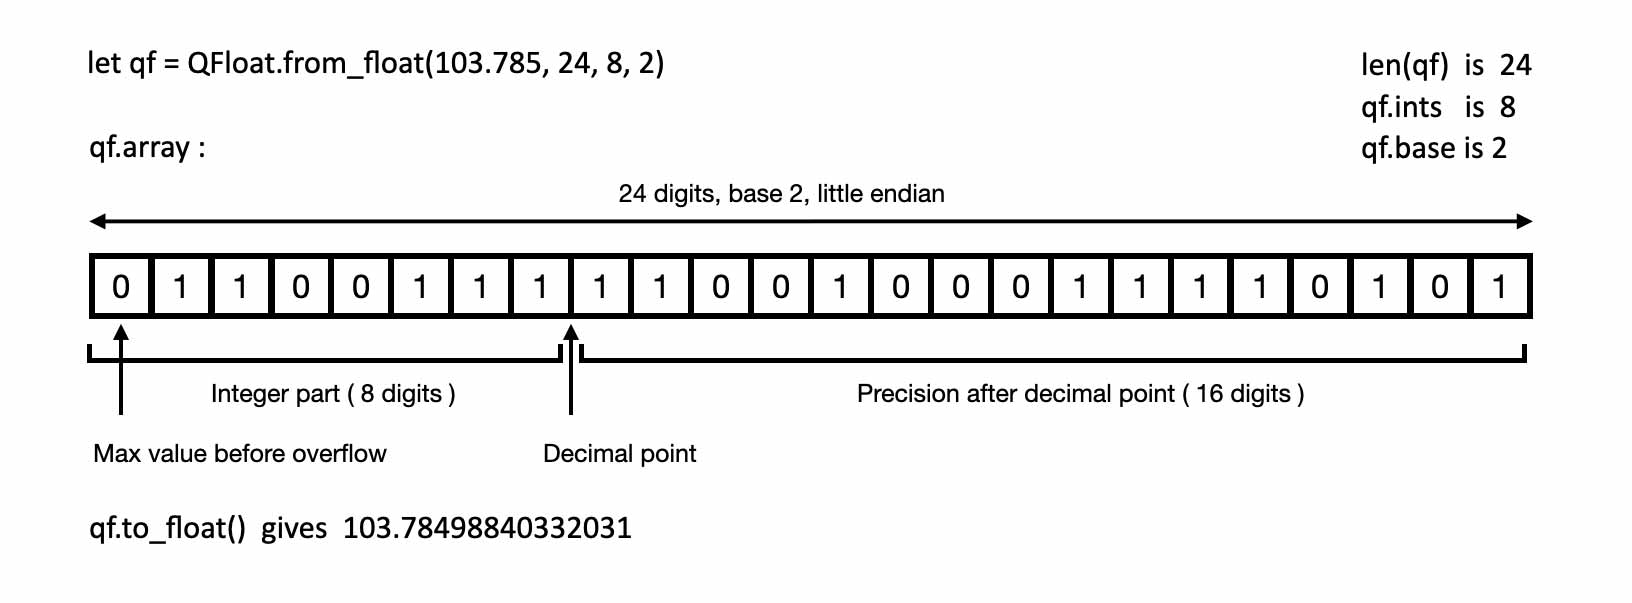 let qf = QFloat.from_float(103.785, 24, 8, 2)
len(qf) is 24
qf.ints is 8
qf.array :
qf.base is 2
24 digits, base 2, little endian
0 1 1 0 0 1 1 1 1 1 0 0 1 0 0 0 1 1 1 1 0 1 0 1
Integer part ( 8 digits )
Precision after decimal point ( 16 digits )
Max value before overflow
Decimal point
qf.to_float() gives 103.78498840332031